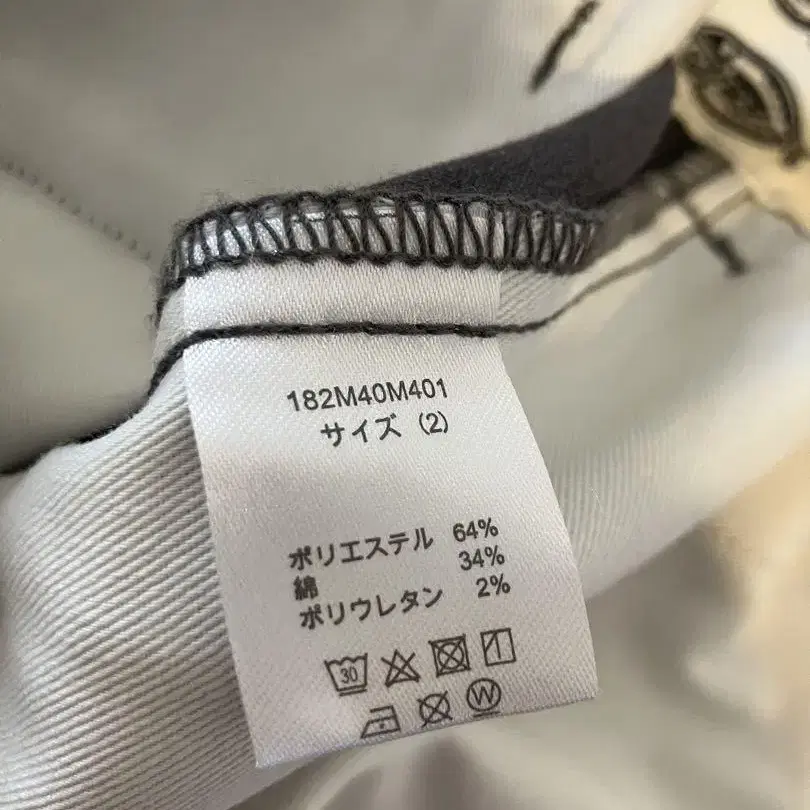 182M40M401
サイズ (2)
ポリエステル 64%
綿 34%
ポリウレタン 2%
30
W